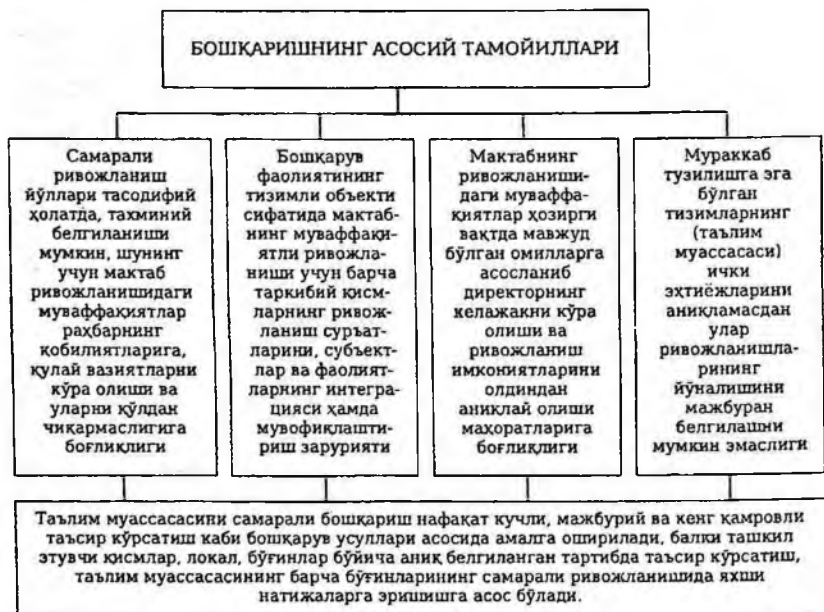 БОШҚАРИШНИНГ АСОСИЙ ТАМОЙИЛЛАРИ
Самарали
ривожланиш
йўллари тасодифий
ҳолатда, тахминий
белгиланиши
мумкин, шунинг
учун мактаб
ривожланишидаги
муваффақиятлар
раҳбарнинг
қобилиятларига,
қулай вазиятларни
кўра олиши ва
уларни қўлдан
чиқармаслигига
боғлиқлиги
Бошқарув
фаолиятининг
тизимли объекти
сифатида мактаб-
нинг муваффақи-
ятли ривожла-
ниши учун барча
таркибий қисм-
ларнинг ривож-
ланиш суръат-
ларини, субъект-
лар ва фаолият-
ларнинг интегра-
цияси ҳамда
мувофиқлашти-
риш зарурияти
Мактабнинг
ривожланиши-
даги муваффа-
қиятлар ҳозирги
вақтда мавжуд
бўлган омилларга
асосланиб
директорнинг
келажакни кўра
олиши ва
ривожланиш
имкониятларини
олдиндан
аниқлай олиши
маҳоратларига
боғлиқлиги
Мураккаб
тузилишга эга
бўлган
тизимларнинг
(таълим
муассасаси)
ички
эҳтиёжларини
аниқламасдан
улар
ривожланишла-
рининг
йўналишини
мажбуран
белгилашни
мумкин эмаслиги
Таълим муассасасини самарали бошқариш нафақат кучли, мажбурий ва кенг қамровли
таъсир кўрсатиш каби бошқарув усуллари асосида амалга оширилади, балки ташкил
этувчи қисмлар, локал, бўғинлар бўйича аниқ белгиланган тартибда таъсир кўрсатиш,
таълим муассасасининг барча бўғинларининг самарали ривожланишида яхши
натижаларга эришишга асос бўлади.